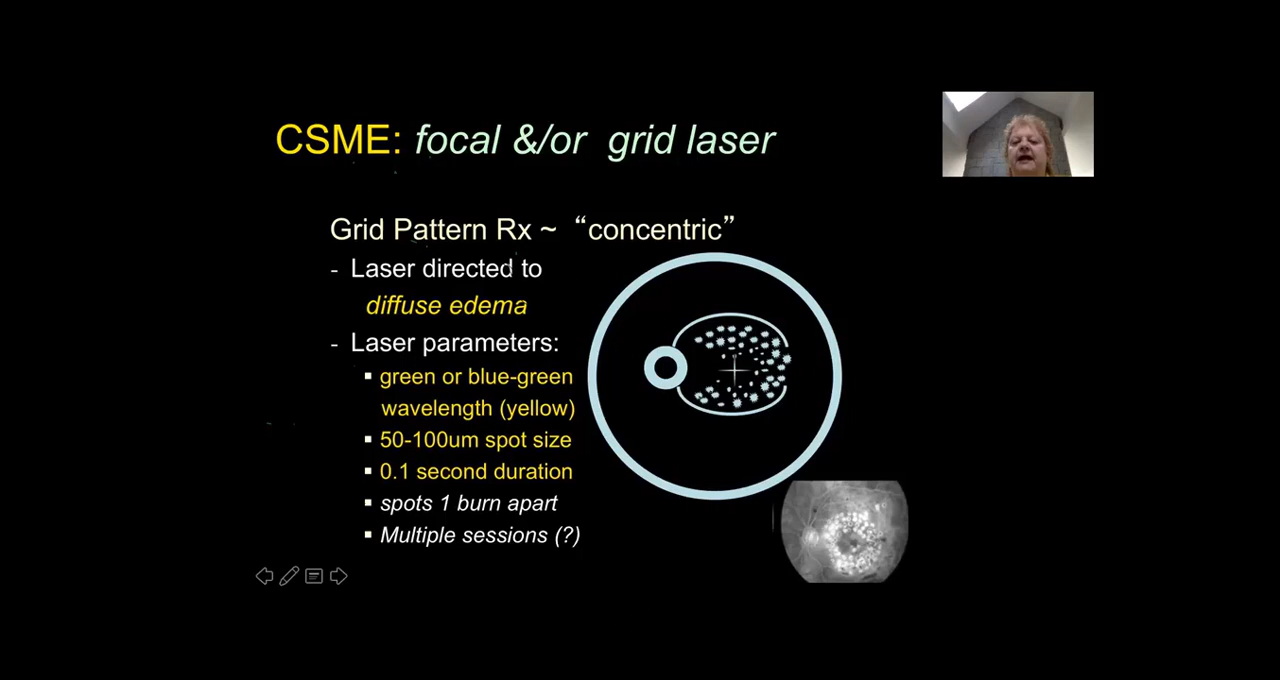 CSME: focal &/or grid laser
Grid Pattern Rx ~ “concentric”
- Laser directed to
diffuse edema
- Laser parameters:
▪ green or blue-green
wavelength (yellow)
▪ 50-100um spot size
▪ 0.1 second duration
▪ spots 1 burn apart
▪ Multiple sessions (?)